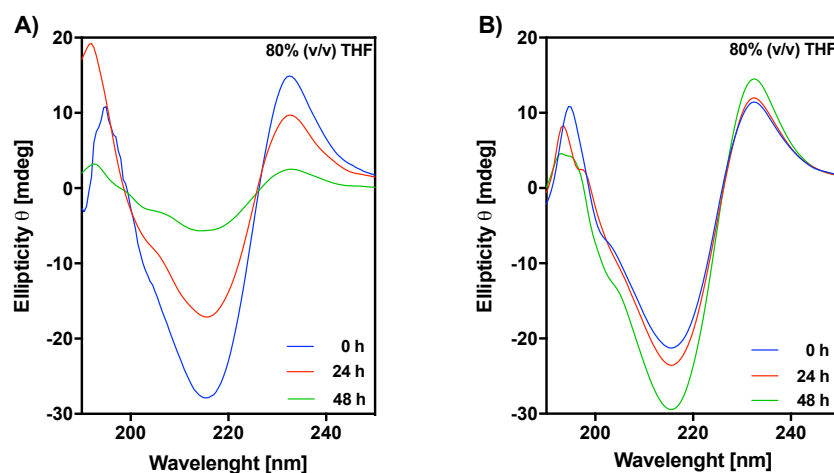 A)
80% (v/v) THF
20
10
0
-10
-20
-30
Ellipticity θ [mdeg]
0 h
24 h
48 h
200
220
240
Wavelenght [nm]
B)
80% (v/v) THF
20
10
0
-10
-20
-30
Ellipticity θ [mdeg]
0 h
24 h
48 h
200
220
240
Wavelenght [nm]